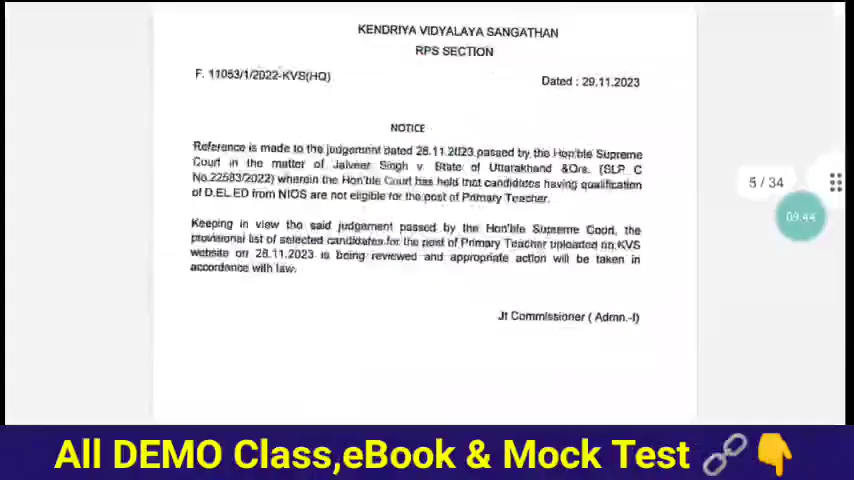 KENDRIYA VIDYALAYA SANGATHAN
RPS SECTION
F. 11053/1/2022-KVS(HQ)
Dated : 29.11.2023
NOTICE
Reference is made to the judgement dated 28.11.2023 passed by the Hon'ble Supreme
Court in the matter of Jaiveer Singh v. State of Uttarakhand &Ors. (SLP C
No.22583/2022) wherein the Hon'ble Court has held that candidates having qualification
of D.EL.ED from NIOS are not eligible for the post of Primary Teacher.
Keeping in view the said judgement passed by the Hon'ble Supreme Court, the
provisional list of selected candidates for the post of Primary Teacher uploaded on KVS
website on 28.11.2023 is being reviewed and appropriate action will be taken in
accordance with law.
Jt Commissioner ( Admn.-I)
5 / 34
09:44
All DEMO Class,eBook & Mock Test